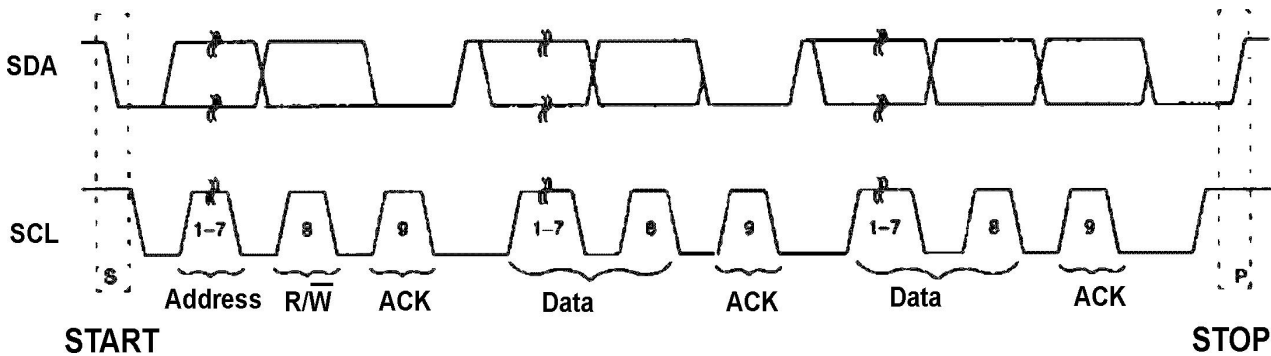 SDA
SCL
1–7 8 9 1–7 8 9 1–7 8 9
S P
Address R/W̅ ACK Data ACK Data ACK
START STOP